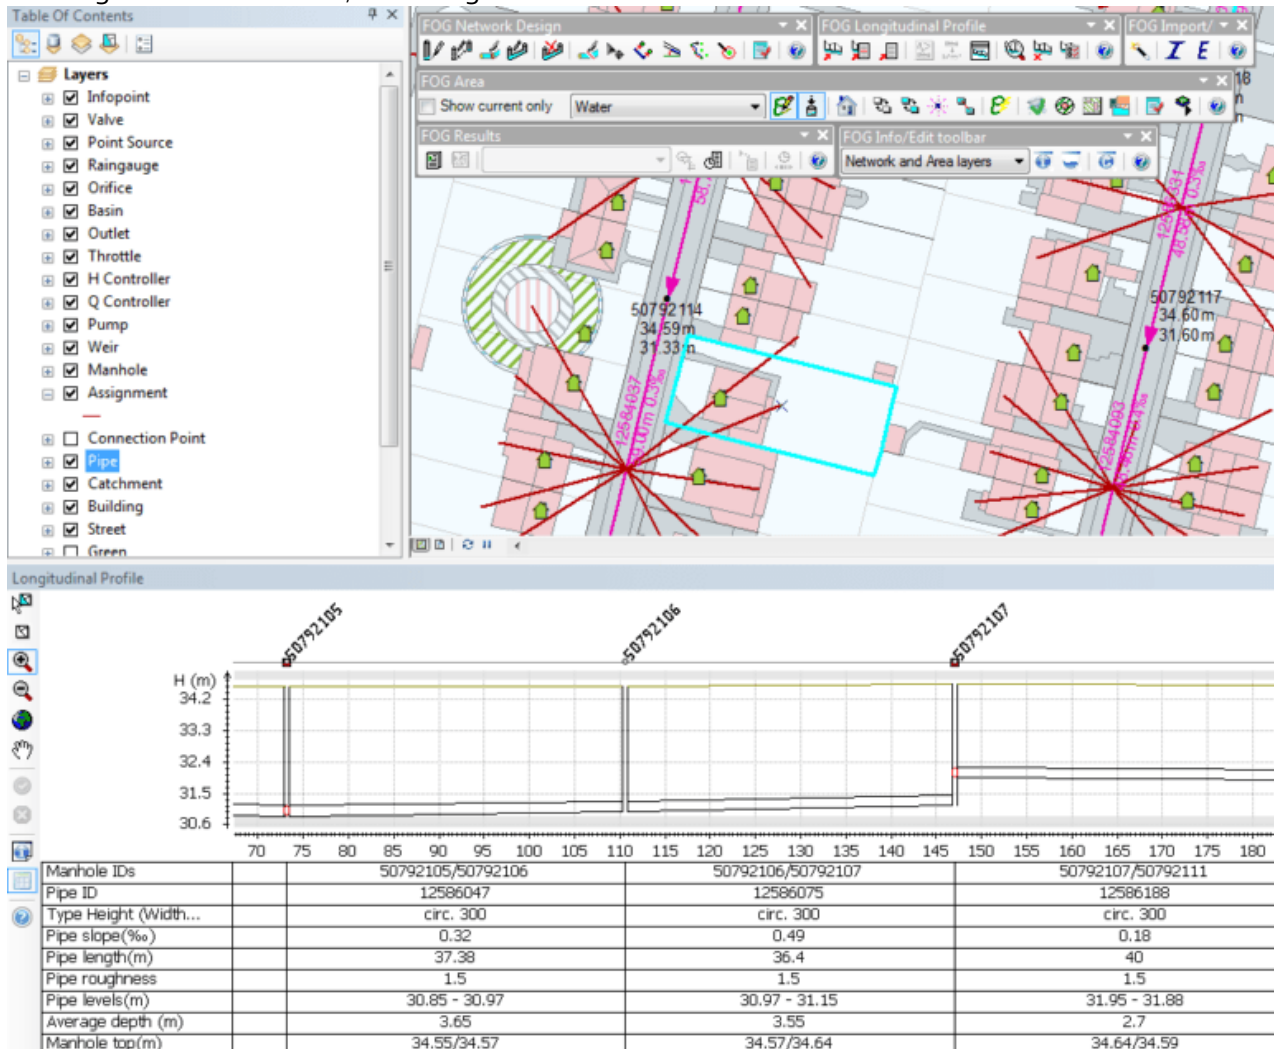 Table Of Contents
FOG Network Design
FOG Longitudinal Profile
FOG Import/
FOG Area
Show current only
Water
FOG Results
FOG Info/Edit toolbar
Network and Area layers
Layers
Infopoint
Valve
Point Source
Raingauge
Orifice
Basin
Outlet
Throttle
H Controller
Q Controller
Pump
Weir
Manhole
Assignment
Connection Point
Pipe
Catchment
Building
Street
Green
50792114
34.59m
31.33m
12584037
50792117
34.60m
31.60m
12584093
Longitudinal Profile
50792105
50792106
50792107
H (m)
34.2
33.3
32.4
31.5
30.6
70 75 80 85 90 95 100 105 110 115 120 125 130 135 140 145 150 155 160 165 170 175 180
Manhole IDs 50792105/50792106 50792106/50792107 50792107/50792111
Pipe ID 12586047 12586075 12586188
Type Height (Width... circ. 300 circ. 300 circ. 300
Pipe slope(‰) 0.32 0.49 0.18
Pipe length(m) 37.38 36.4 40
Pipe roughness 1.5 1.5 1.5
Pipe levels(m) 30.85 - 30.97 30.97 - 31.15 31.95 - 31.88
Average depth (m) 3.65 3.55 2.7
Manhole top(m) 34.55/34.57 34.57/34.64 34.64/34.59